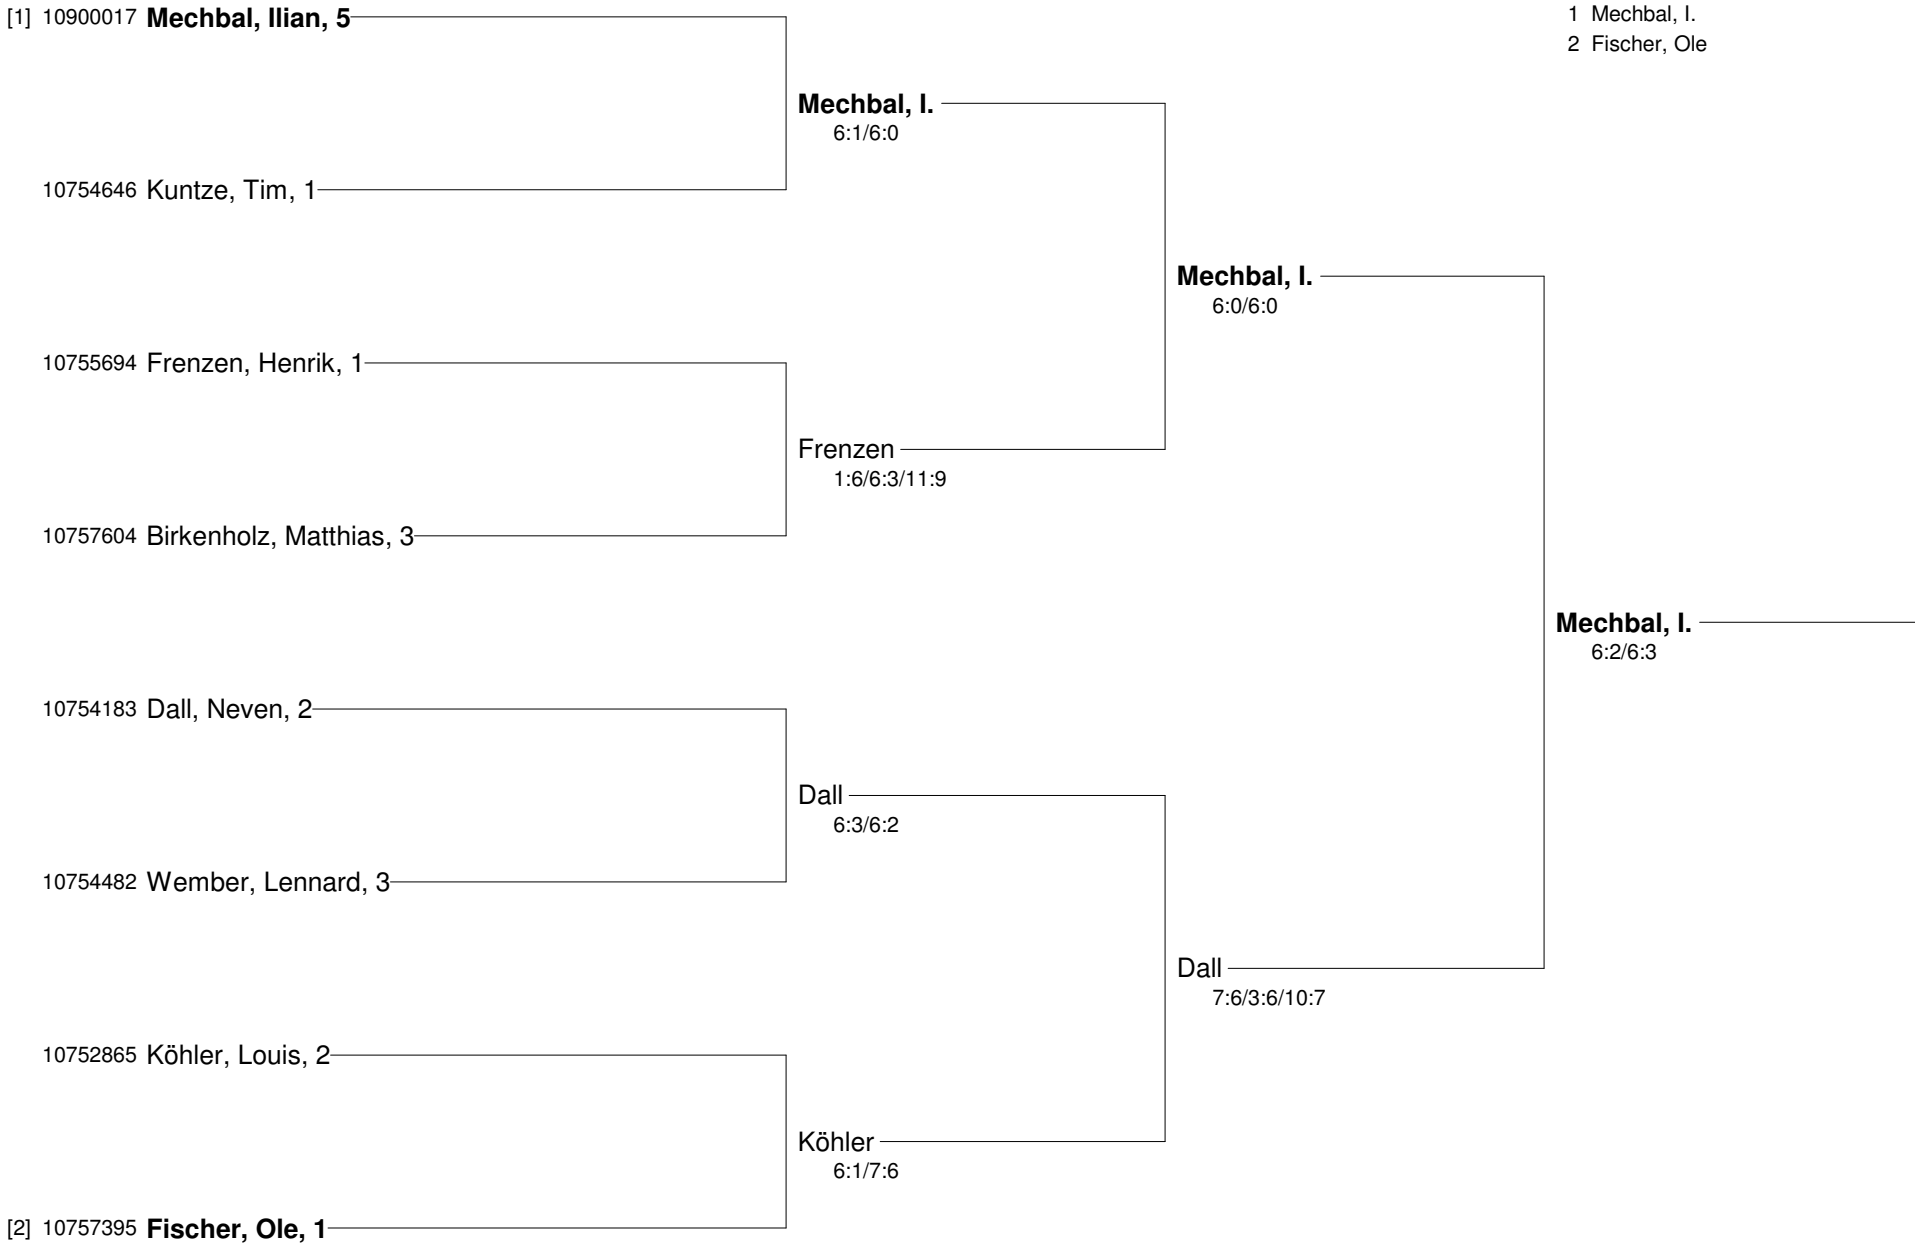 [1] 10900017 Mechbal, Ilian, 5
1 Mechbal, I.
2 Fischer, Ole
Mechbal, I.
6:1/6:0
10754646 Kuntze, Tim, 1
Mechbal, I.
6:0/6:0
10755694 Frenzen, Henrik, 1
Frenzen
1:6/6:3/11:9
10757604 Birkenholz, Matthias, 3
Mechbal, I.
6:2/6:3
10754183 Dall, Neven, 2
Dall
6:3/6:2
10754482 Wember, Lennard, 3
Dall
7:6/3:6/10:7
10752865 Köhler, Louis, 2
Köhler
6:1/7:6
[2] 10757395 Fischer, Ole, 1